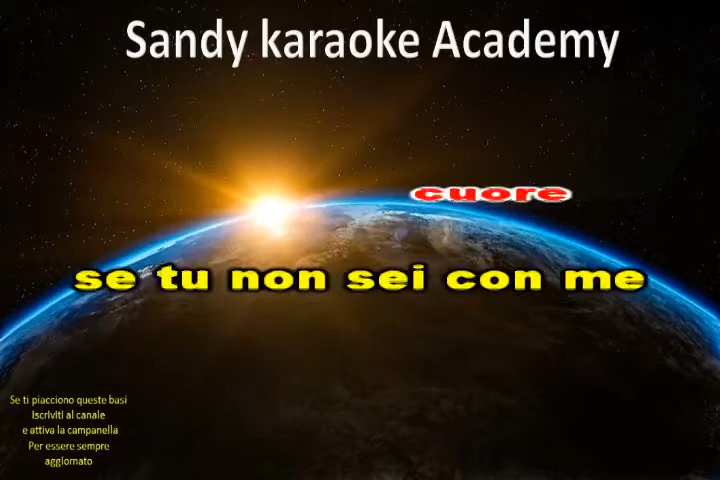 Sandy karaoke Academy
cuore
se tu non sei con me
Se ti piacciono queste basi
Iscriviti al canale
e attiva la campanella
Per essere sempre
aggiornato